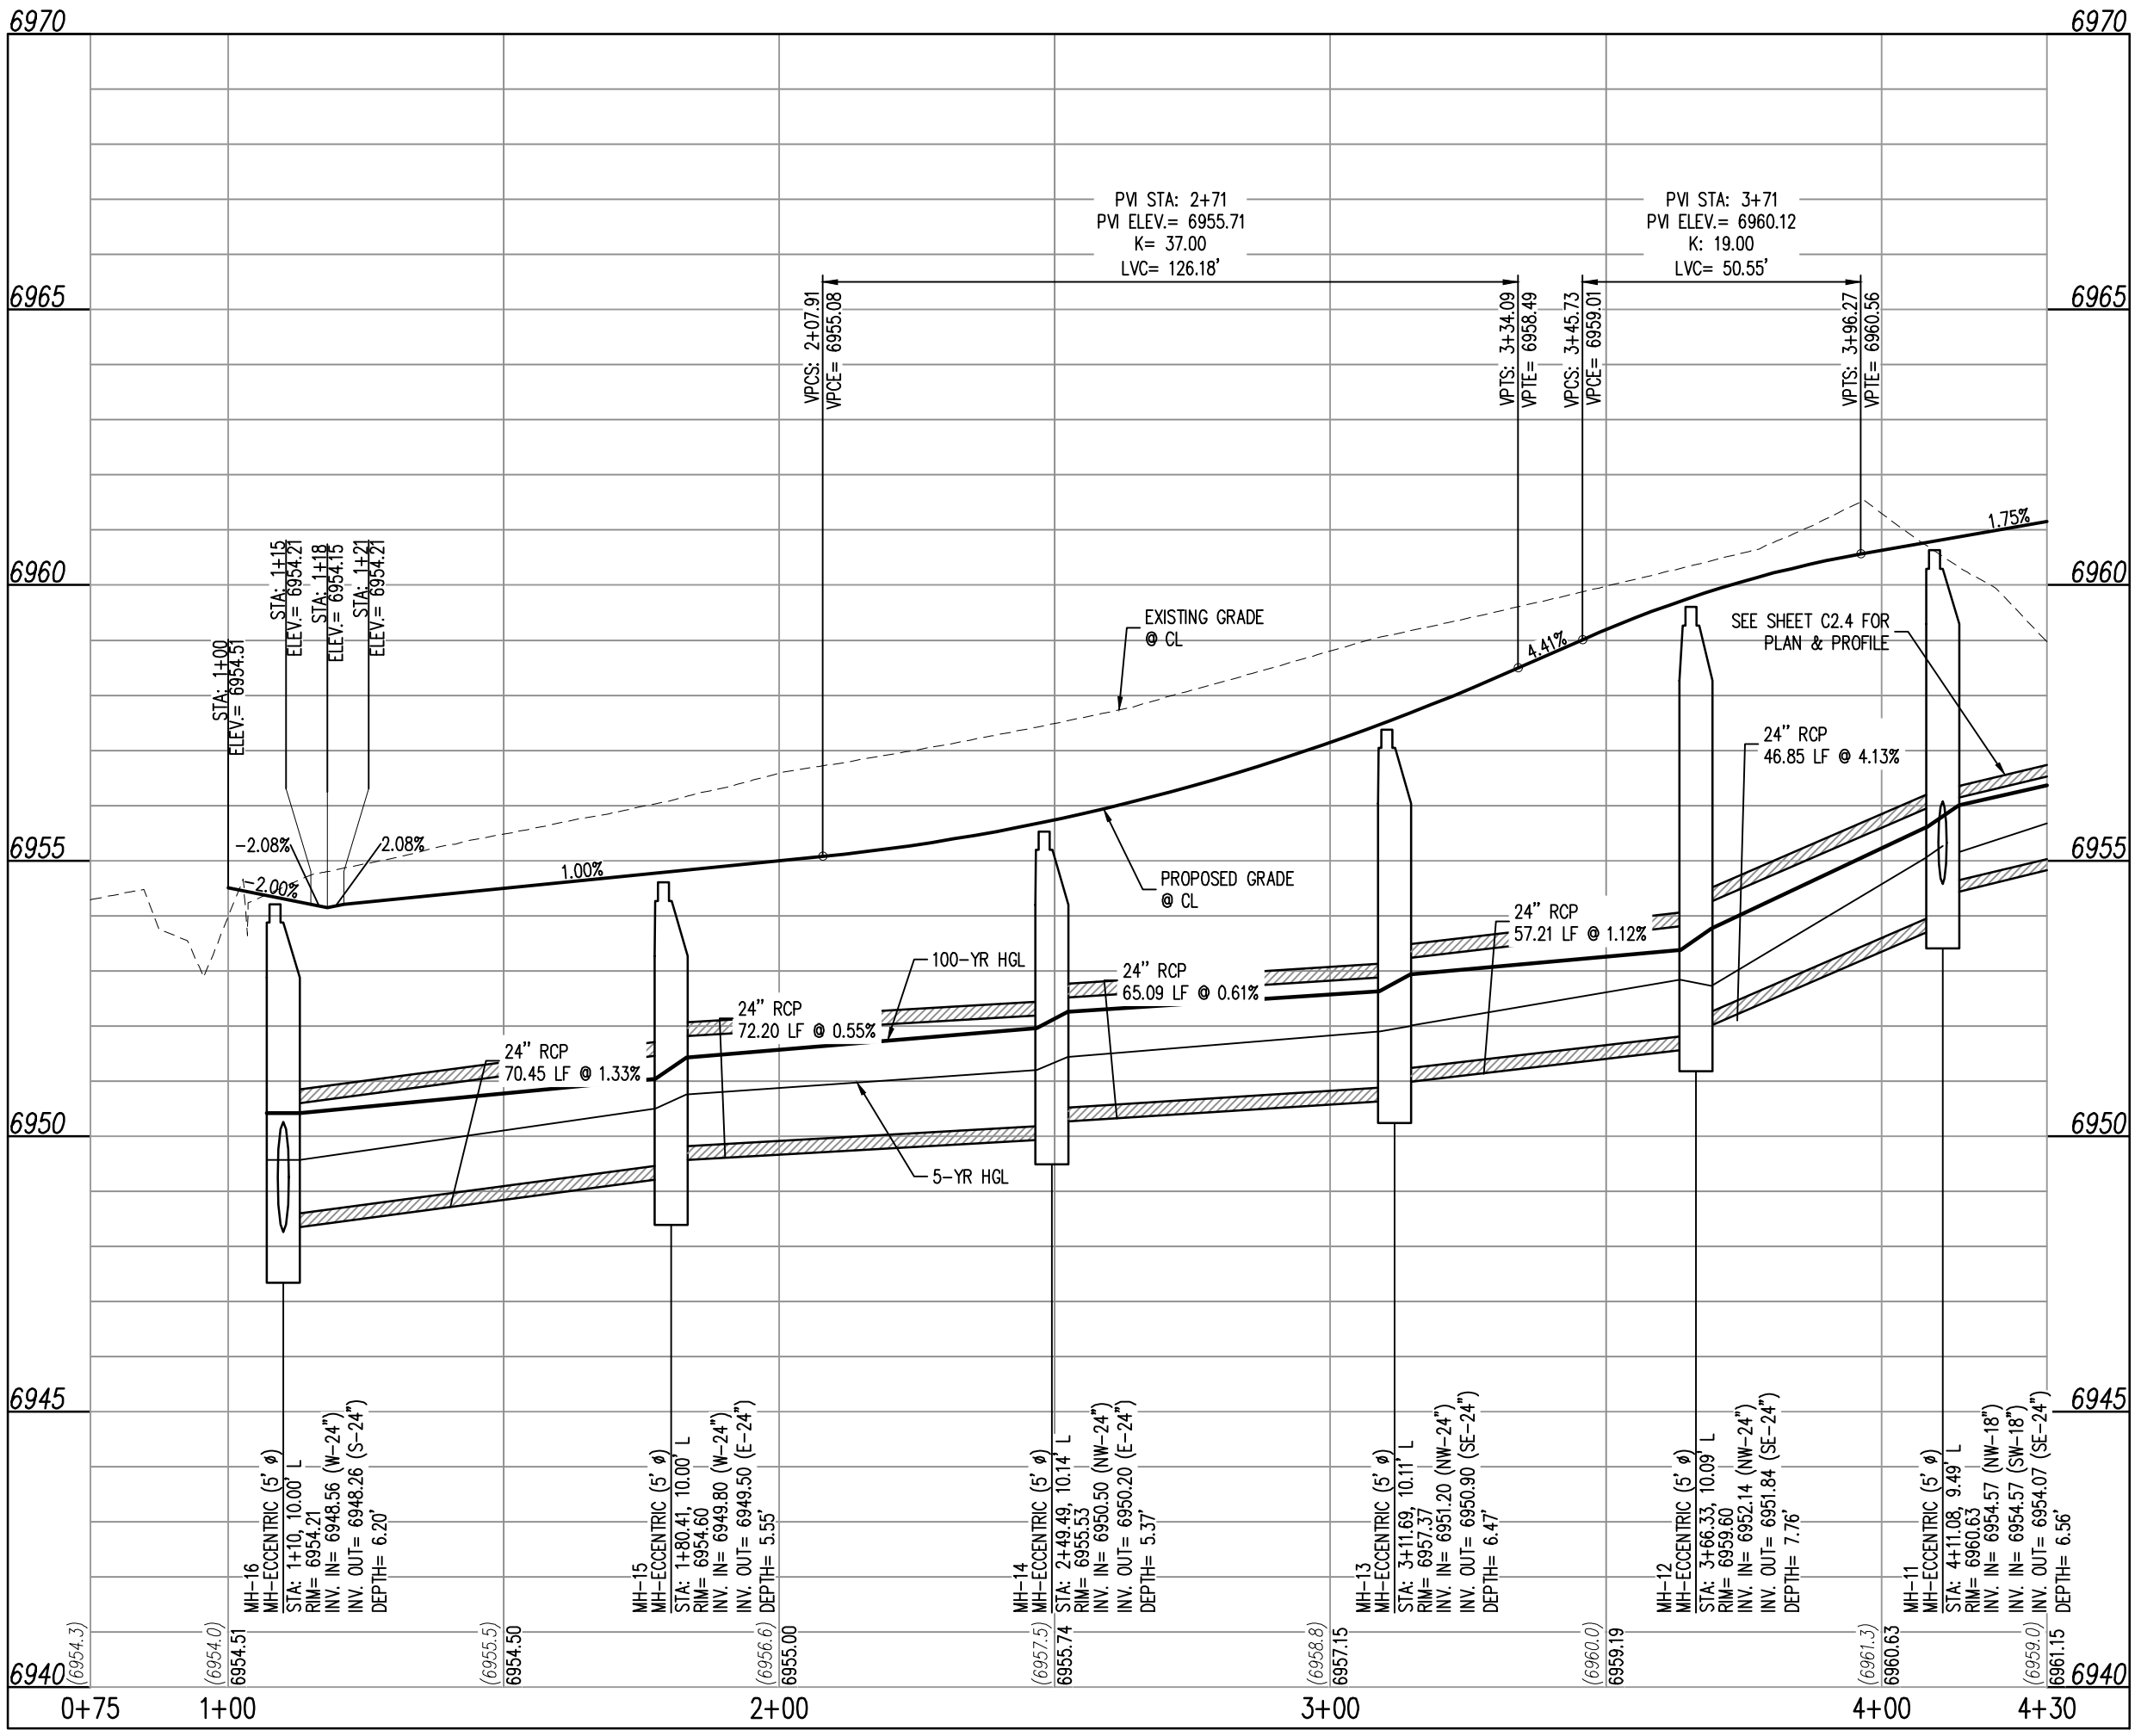 6970
6970
PVI STA: 2+71
PVI ELEV.= 6955.71
K= 37.00
LVC= 126.18'
PVI STA: 3+71
PVI ELEV.= 6960.12
K: 19.00
LVC= 50.55'
6965
6965
VPCS: 2+07.91
VPCE= 6955.08
VPTS: 3+34.09
VPTE= 6958.49
VPCS: 3+45.73
VPCE= 6959.01
VPTS: 3+96.27
VPTE= 6960.56
6960
6960
STA: 1+00
ELEV.= 6954.51
STA: 1+15
ELEV.= 6954.21
STA: 1+18
ELEV.= 6954.15
STA: 1+21
ELEV.= 6954.21
1.75%
EXISTING GRADE
@ CL
4.41%
SEE SHEET C2.4 FOR
PLAN & PROFILE
24" RCP
46.85 LF @ 4.13%
6955
6955
-2.08%
2.08%
-2.00%
1.00%
PROPOSED GRADE
@ CL
24" RCP
57.21 LF @ 1.12%
100-YR HGL
24" RCP
65.09 LF @ 0.61%
24" RCP
72.20 LF @ 0.55%
24" RCP
70.45 LF @ 1.33%
5-YR HGL
6950
6950
6945
6945
MH-16
MH-ECCENTRIC (5' ø)
STA: 1+10, 10.00' L
RIM= 6954.21
INV. IN= 6948.56 (W-24")
INV. OUT= 6948.26 (S-24")
DEPTH= 6.20'
MH-15
MH-ECCENTRIC (5' ø)
STA: 1+80.41, 10.00' L
RIM= 6954.60
INV. IN= 6949.80 (W-24")
INV. OUT= 6949.50 (E-24")
DEPTH= 5.55'
MH-14
MH-ECCENTRIC (5' ø)
STA: 2+49.49, 10.14' L
RIM= 6955.53
INV. IN= 6950.50 (NW-24")
INV. OUT= 6950.20 (E-24")
DEPTH= 5.37'
MH-13
MH-ECCENTRIC (5' ø)
STA: 3+11.69, 10.11' L
RIM= 6957.37
INV. IN= 6951.20 (NW-24")
INV. OUT= 6950.90 (SE-24")
DEPTH= 6.47'
MH-12
MH-ECCENTRIC (5' ø)
STA: 3+66.33, 10.09' L
RIM= 6959.60
INV. IN= 6952.14 (NW-24")
INV. OUT= 6951.84 (SE-24")
DEPTH= 7.76'
MH-11
MH-ECCENTRIC (5' ø)
STA: 4+11.08, 9.49' L
RIM= 6960.63
INV. IN= 6954.57 (NW-18")
INV. IN= 6954.57 (SW-18")
INV. OUT= 6954.07 (SE-24")
DEPTH= 6.56'
6940
6940
(6954.3)
(6954.0)
6954.51
(6955.5)
6954.50
(6956.6)
6955.00
(6957.5)
6955.74
(6958.8)
6957.15
(6960.0)
6959.19
(6961.3)
6960.63
(6959.0)
6961.15
0+75
1+00
2+00
3+00
4+00
4+30